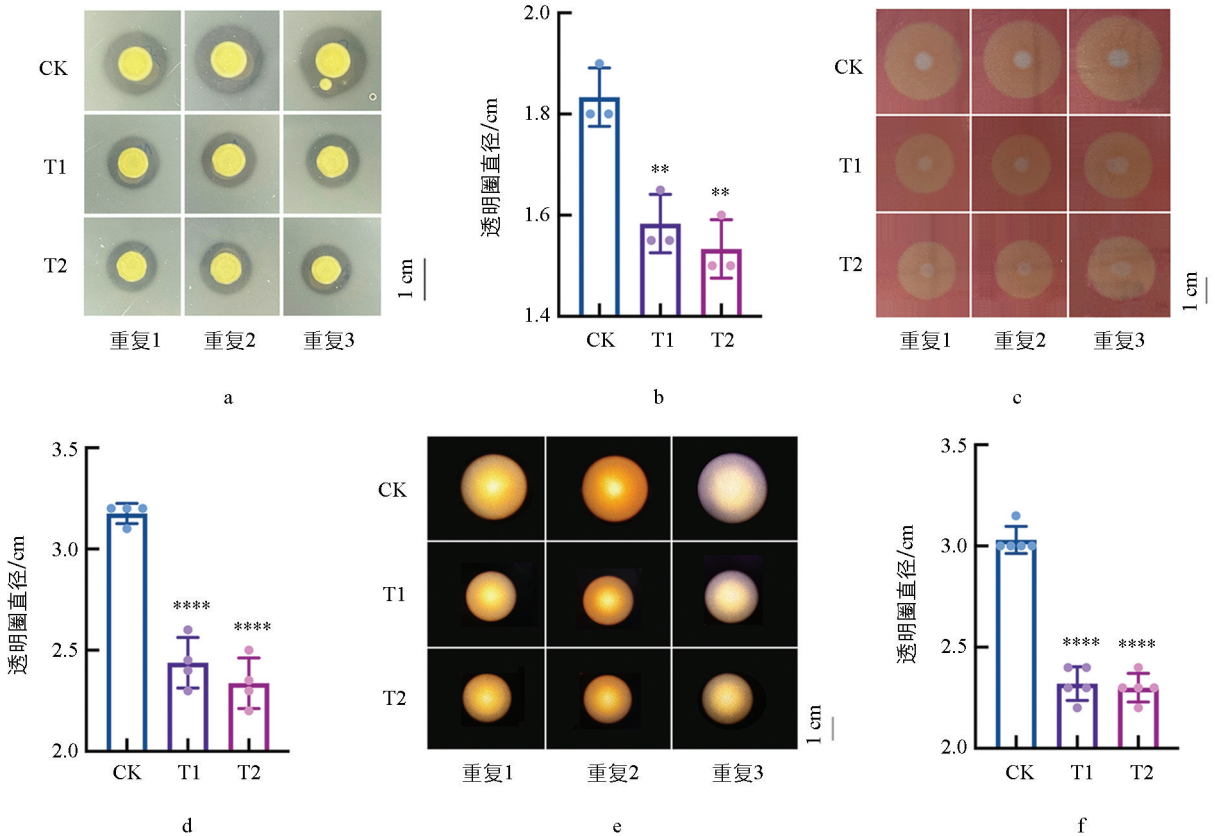 CK
T1
T2
重复1 重复2 重复3
1 cm
a
透明圈直径/cm
2.0
1.8
1.6
1.4
** **
CK T1 T2
b
CK
T1
T2
重复1 重复2 重复3
1 cm
c
透明圈直径/cm
3.5
3.0
2.5
2.0
**** ****
CK T1 T2
d
CK
T1
T2
重复1 重复2 重复3
1 cm
e
透明圈直径/cm
3.5
3.0
2.5
2.0
**** ****
CK T1 T2
f